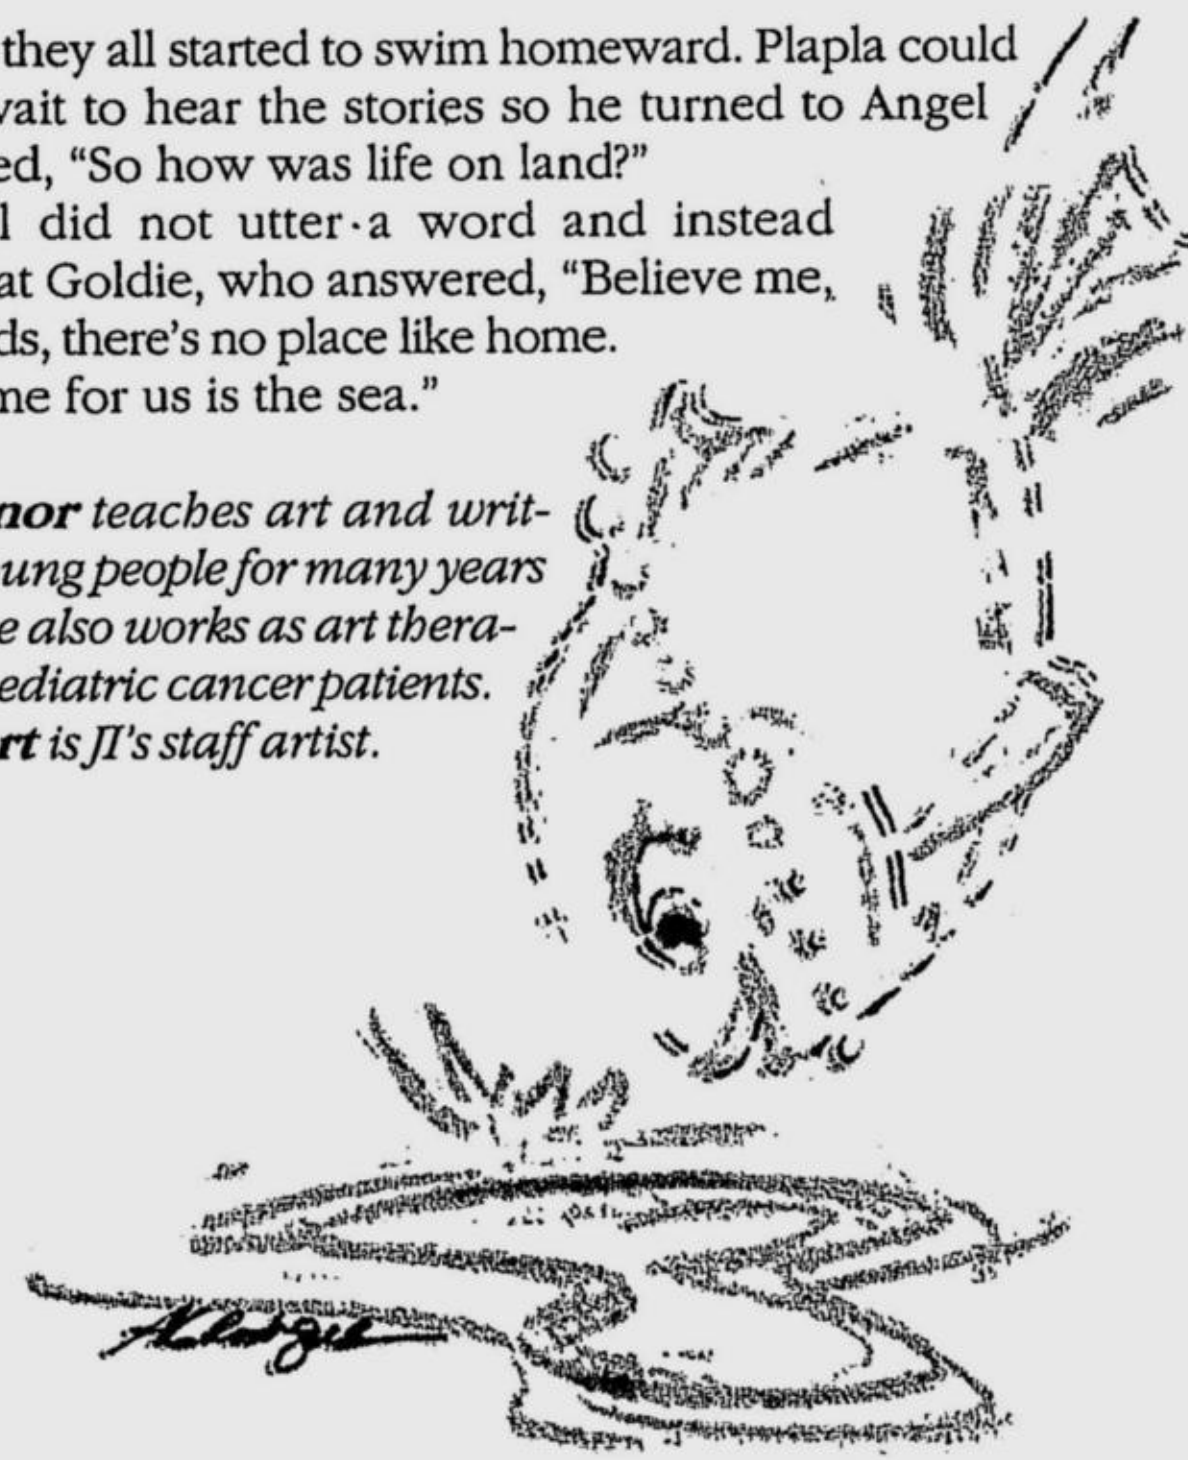 they all started to swim homeward. Plapla could
wait to hear the stories so he turned to Angel
ed, “So how was life on land?”
l did not utter a word and instead
at Goldie, who answered, “Believe me,
ds, there’s no place like home.
me for us is the sea.”
nor teaches art and writ-
ung people for many years
e also works as art thera-
ediatric cancer patients.
rt is JI’s staff artist.